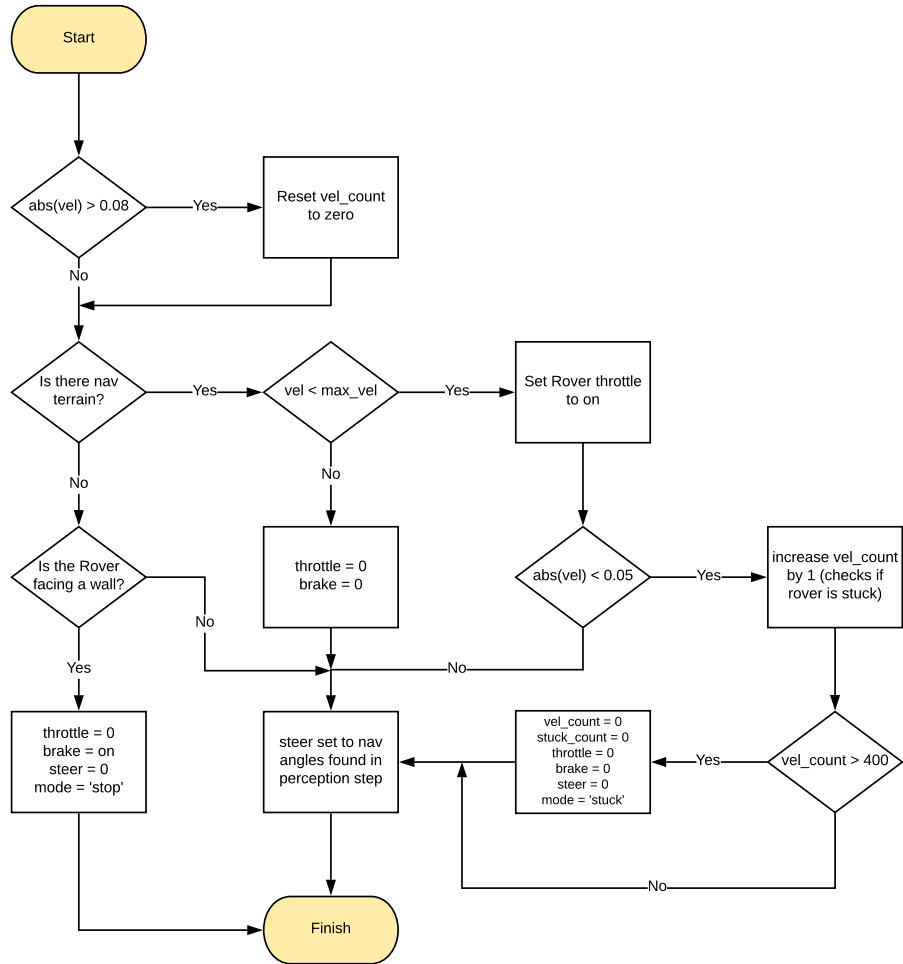 Start
abs(vel) > 0.08
Yes
Reset vel_count
to zero
No
Is there nav
terrain?
Yes
vel < max_vel
Yes
Set Rover throttle
to on
No
No
Is the Rover
facing a wall?
throttle = 0
brake = 0
abs(vel) < 0.05
Yes
increase vel_count
by 1 (checks if
rover is stuck)
No
Yes
No
throttle = 0
brake = on
steer = 0
mode = 'stop'
steer set to nav
angles found in
perception step
vel_count = 0
stuck_count = 0
throttle = 0
brake = 0
steer = 0
mode = 'stuck'
Yes
vel_count > 400
No
Finish